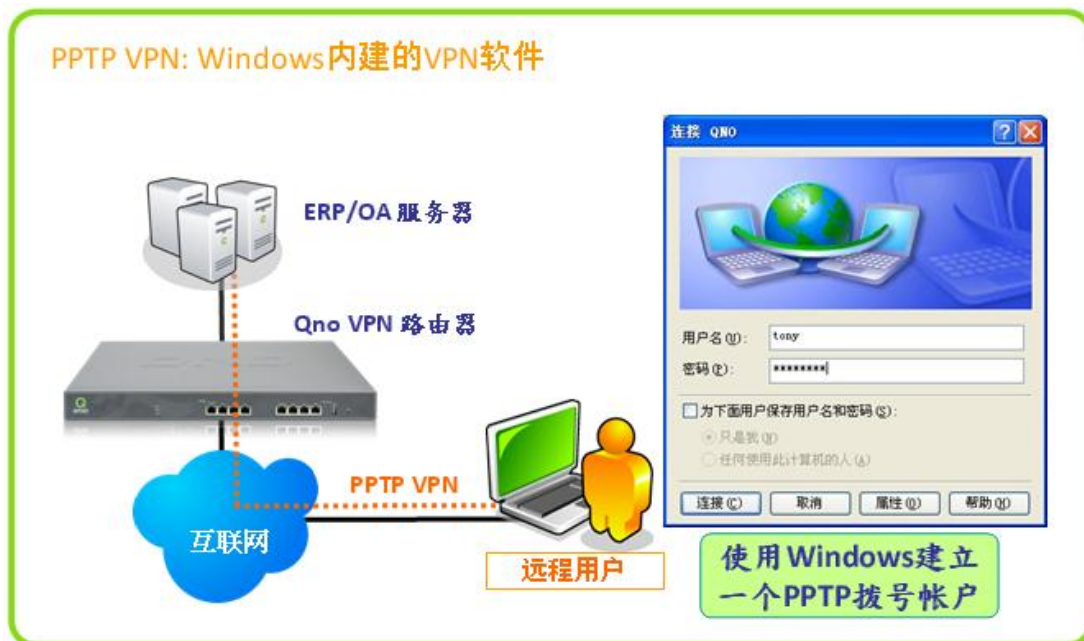 PPTP VPN: Windows内建的VPN软件
ERP/OA 服务器
Qno VPN 路由器
PPTP VPN
互联网
远程用户
连接 QNO
用户名(U):
tony
密码(P):
********
为下面用户保存用户名和密码(S):
只是我(N)
任何使用此计算机的人(A)
连接(C)
取消
属性(O)
帮助(H)
使用Windows建立
一个PPTP拨号帐户